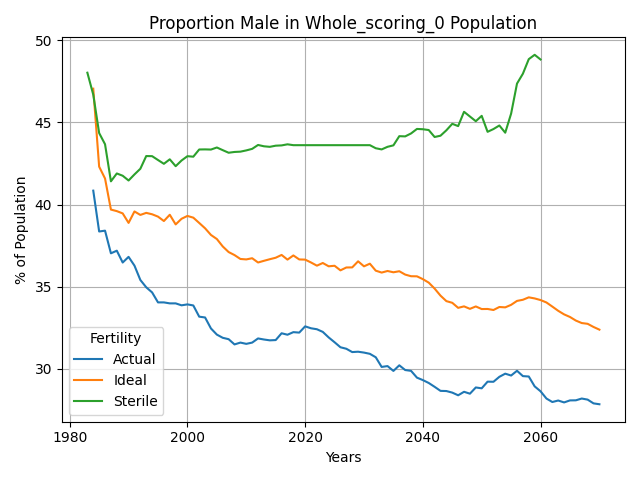 Proportion Male in Whole_scoring_0 Population
% of Population
50
45
40
35
30
Fertility
Actual
Ideal
Sterile
1980
2000
2020
2040
2060
Years